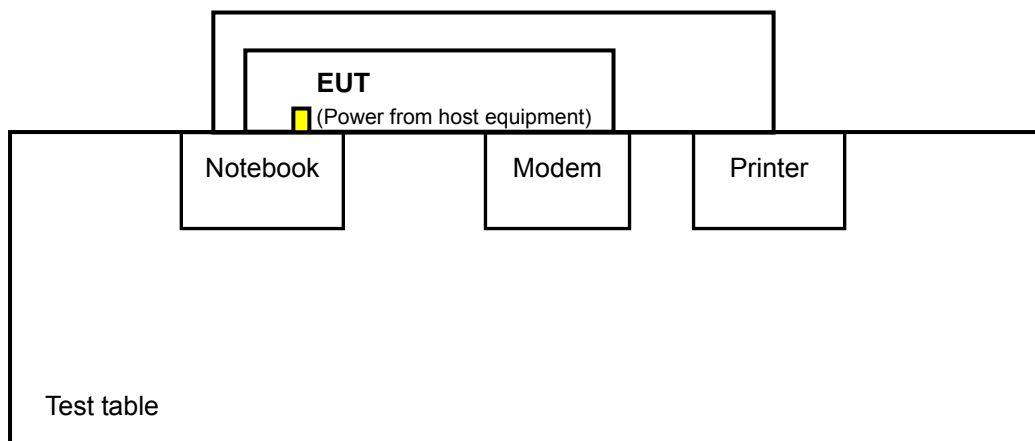 EUT
(Power from host equipment)
Notebook
Modem
Printer
Test table